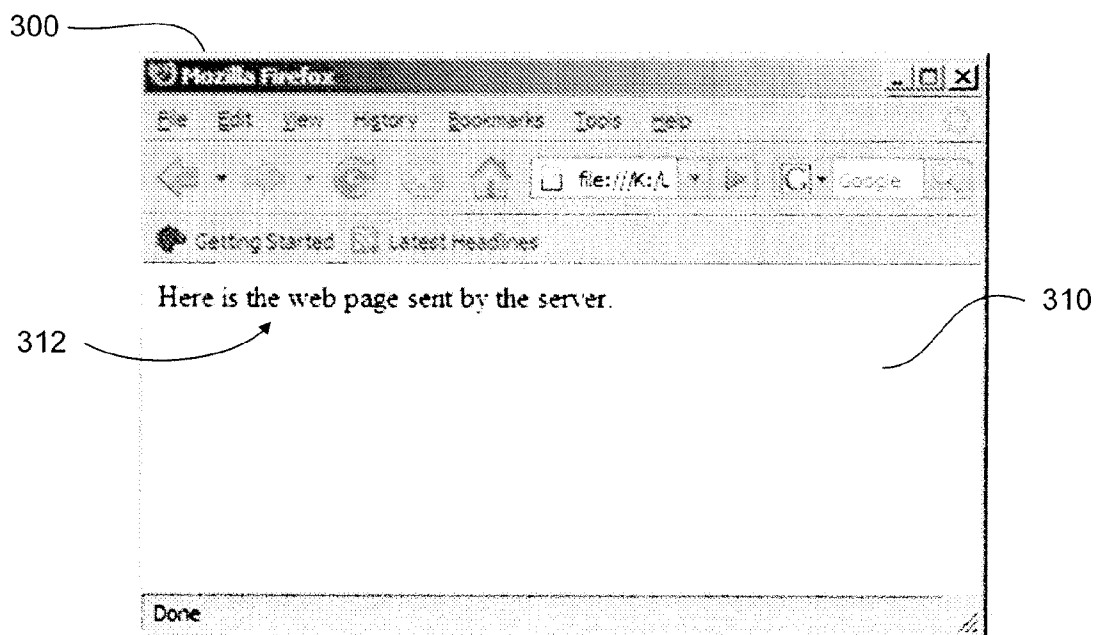 300
Mozilla Firefox
File Edit View History Bookmarks Tools Help
file:///K:/L Google
Getting Started Latest Headlines
Here is the web page sent by the server.
310
312
Done